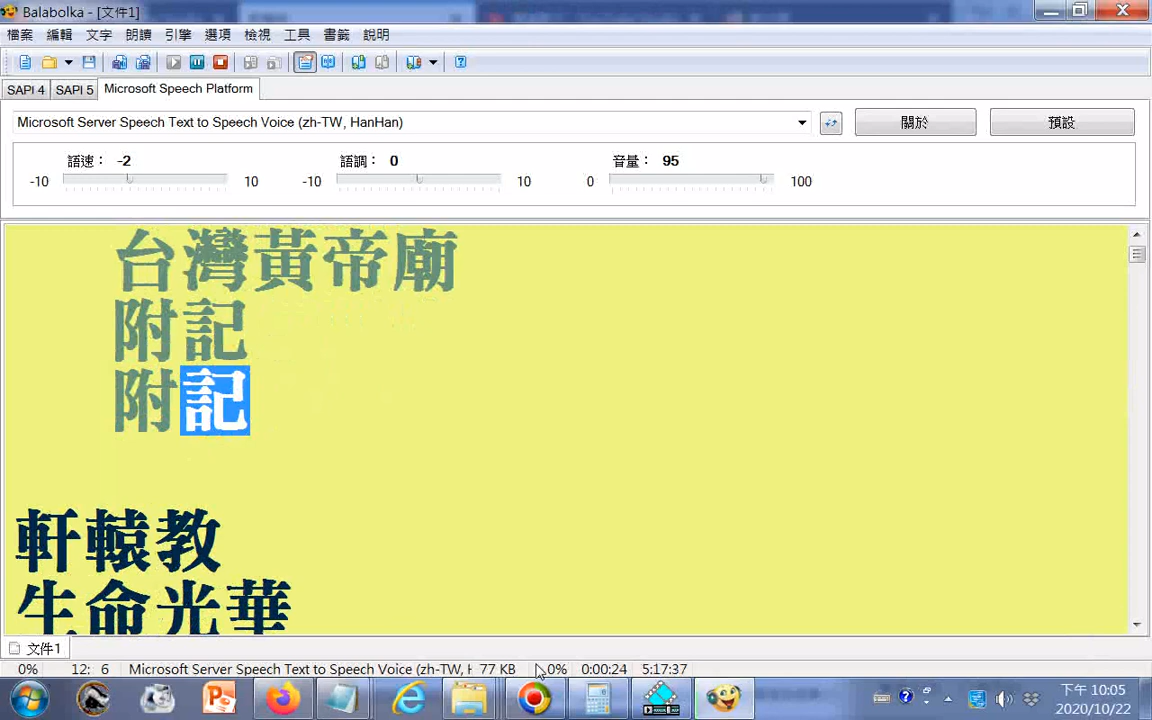 Balabolka - [文件1]
檔案 編輯 文字 朗讀 引擎 選項 檢視 工具 書籤 說明
SAPI 4 SAPI 5 Microsoft Speech Platform
Microsoft Server Speech Text to Speech Voice (zh-TW, HanHan) 關於 預設
語速： -2 語調： 0 音量： 95
-10 10 -10 10 0 100
台灣黃帝廟
附記
附記
軒轅教
生命光華
文件1
0% 12: 6 Microsoft Server Speech Text to Speech Voice (zh-TW, H 77 KB 0% 0:00:24 5:17:37
下午 10:05
2020/10/22